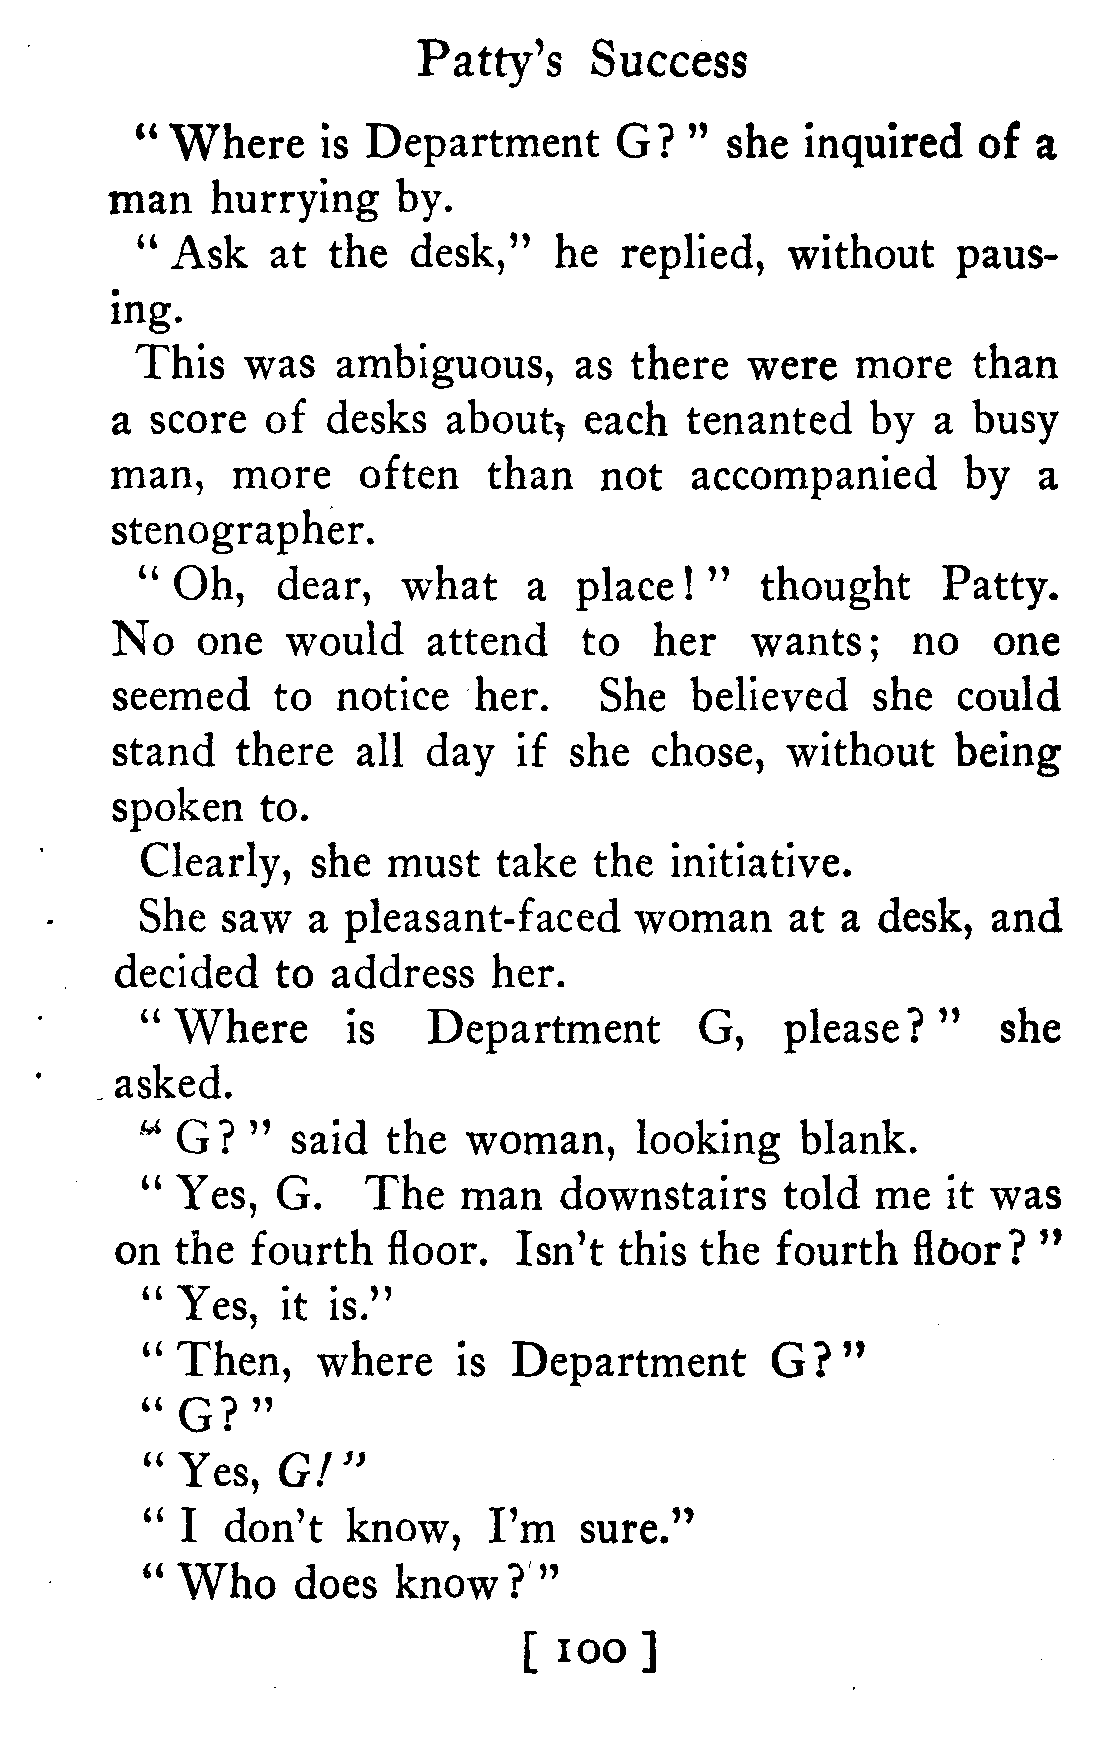 Patty's Success
" Where is Department G? " she inquired of a
man hurrying by.
" Ask at the desk," he replied, without paus-
ing.
This was ambiguous, as there were more than
a score of desks about, each tenanted by a busy
man, more often than not accompanied by a
stenographer.
" Oh, dear, what a place! " thought Patty.
No one would attend to her wants; no one
seemed to notice her. She believed she could
stand there all day if she chose, without being
spoken to.
Clearly, she must take the initiative.
She saw a pleasant-faced woman at a desk, and
decided to address her.
" Where is Department G, please? " she
asked.
" G? " said the woman, looking blank.
" Yes, G. The man downstairs told me it was
on the fourth floor. Isn't this the fourth floor? "
" Yes, it is."
" Then, where is Department G? "
" G? "
" Yes, G! "
" I don't know, I'm sure."
" Who does know? "
[ 100 ]